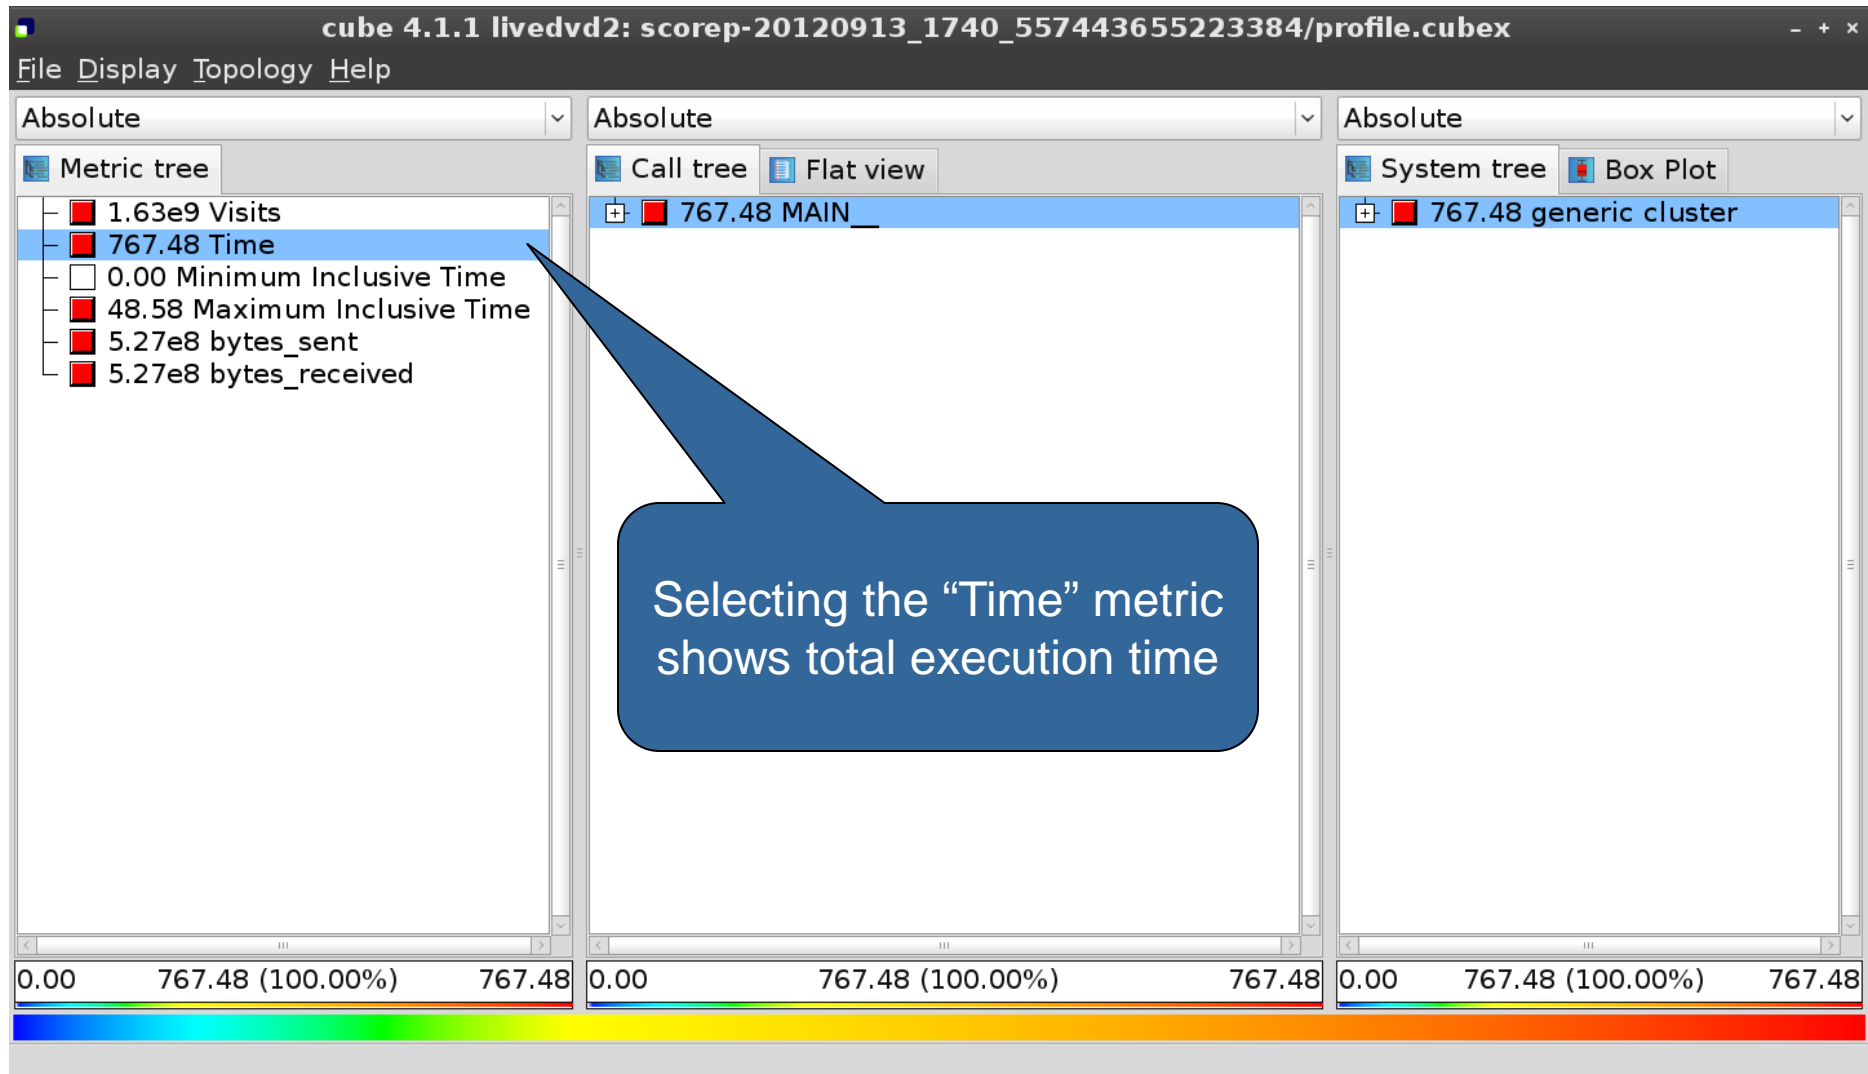 cube 4.1.1 livedvd2: scorep-20120913_1740_557443655223384/profile.cubex
File Display Topology Help
Absolute
Metric tree
1.63e9 Visits
767.48 Time
0.00 Minimum Inclusive Time
48.58 Maximum Inclusive Time
5.27e8 bytes_sent
5.27e8 bytes_received
0.00 767.48 (100.00%) 767.48
Absolute
Call tree Flat view
767.48 MAIN__
Selecting the “Time” metric
shows total execution time
0.00 767.48 (100.00%) 767.48
Absolute
System tree Box Plot
767.48 generic cluster
0.00 767.48 (100.00%) 767.48